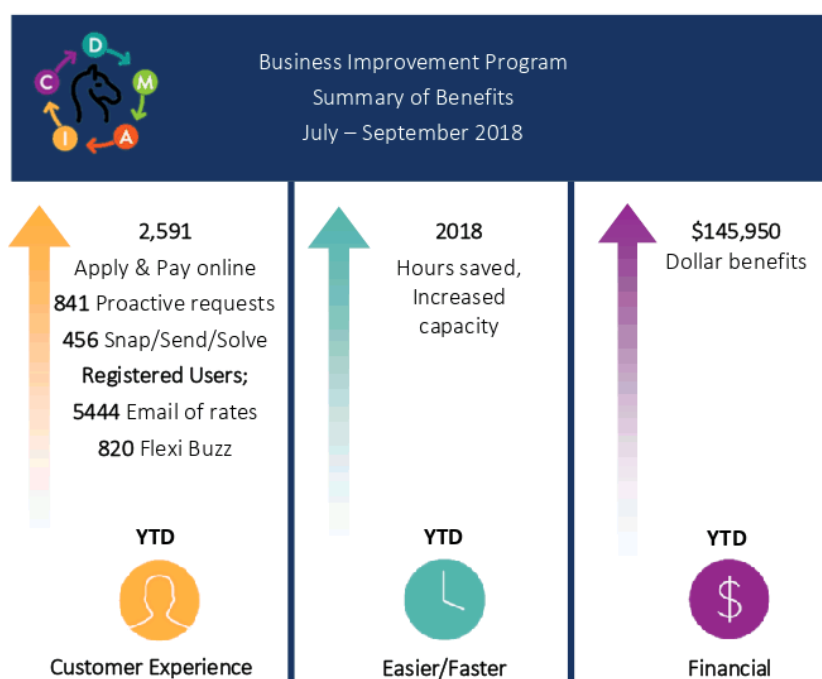 D
C
M
I
A
Business Improvement Program
Summary of Benefits
July – September 2018
2,591
Apply & Pay online
841 Proactive requests
456 Snap/Send/Solve
Registered Users;
5444 Email of rates
820 Flexi Buzz
YTD
Customer Experience
2018
Hours saved,
Increased
capacity
YTD
Easier/Faster
$145,950
Dollar benefits
YTD
$
Financial